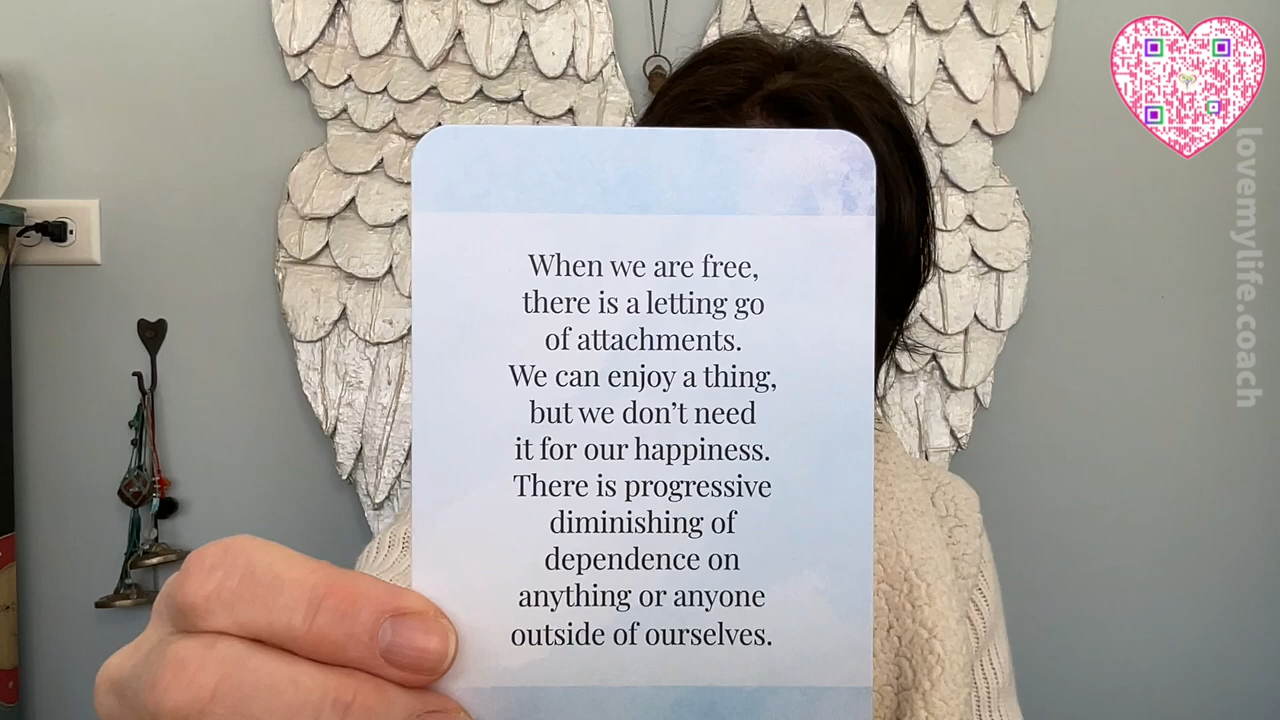 When we are free,
there is a letting go
of attachments.
We can enjoy a thing,
but we don't need
it for our happiness.
There is progressive
diminishing of
dependence on
anything or anyone
outside of ourselves.
lovemylife.coach